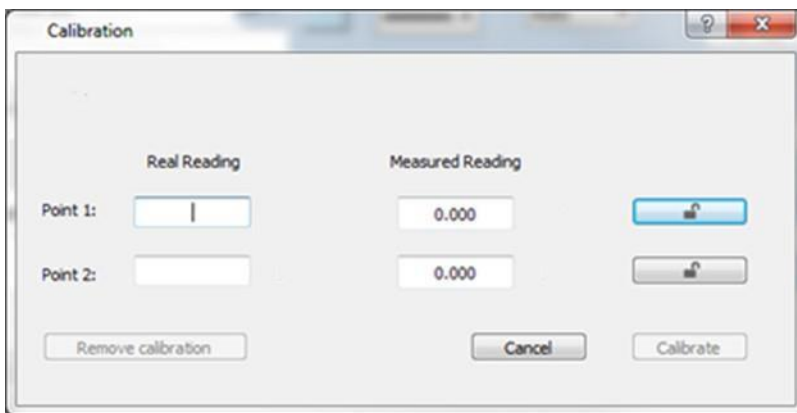 Calibration ?
Real Reading Measured Reading
Point 1: 0.000
Point 2: 0.000
Remove calibration Cancel Calibrate